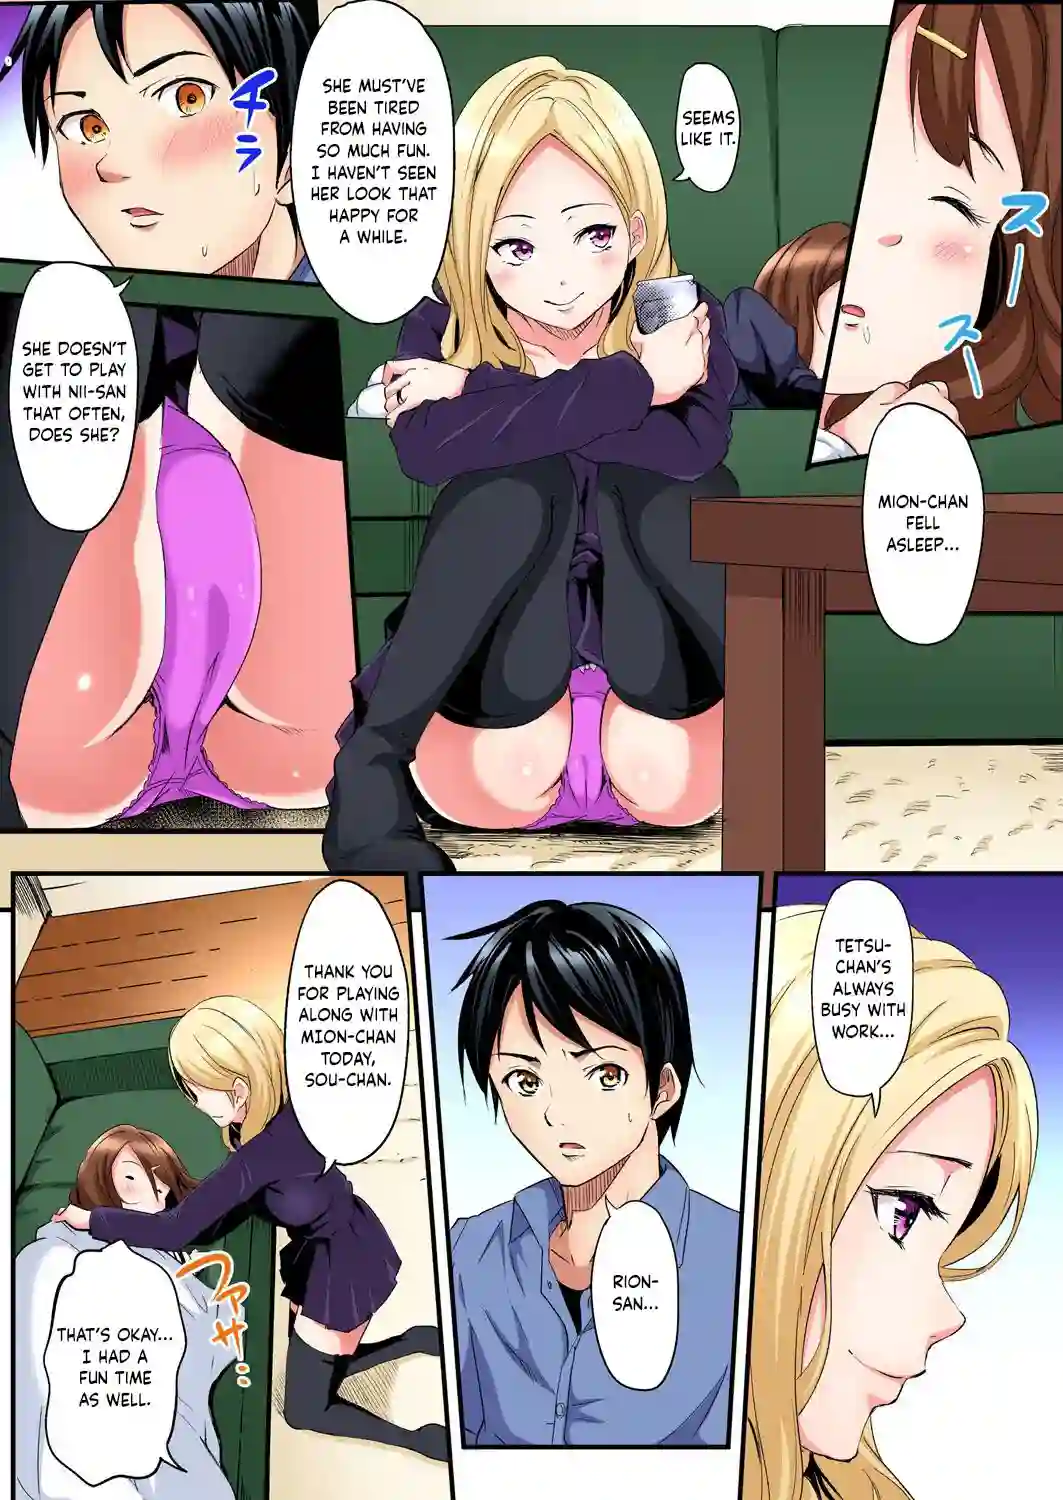 MION-CHAN
FELL
ASLEEP...
スー
スー
SEEMS
LIKE IT.
SHE MUST'VE
BEEN TIRED
FROM HAVING
SO MUCH FUN.
I HAVEN'T SEEN
HER LOOK THAT
HAPPY FOR
A WHILE.
チラ
SHE DOESN'T
GET TO PLAY
WITH NII-SAN
THAT OFTEN,
DOES SHE?
TETSU-
CHAN'S
ALWAYS
BUSY WITH
WORK...
RION-
SAN...
THANK YOU
FOR PLAYING
ALONG WITH
MION-CHAN
TODAY,
SOU-CHAN.
ファサ…
THAT'S OKAY...
I HAD A
FUN TIME
AS WELL.